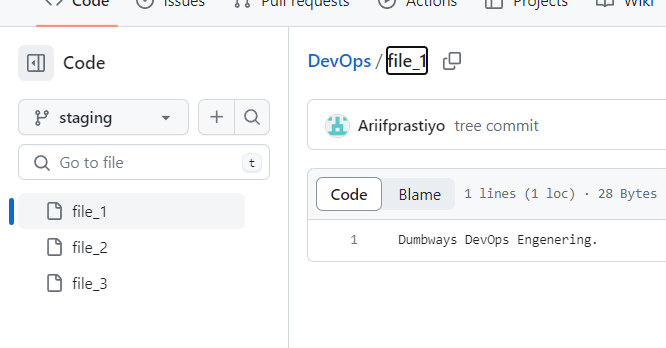 Code Issues Pull requests Actions Projects Wiki
Code
DevOps / file_1
staging
Ariifprastiyo tree commit
Go to file t
Code Blame 1 lines (1 loc) · 28 Bytes
file_1
1 Dumbways DevOps Engenering.
file_2
file_3